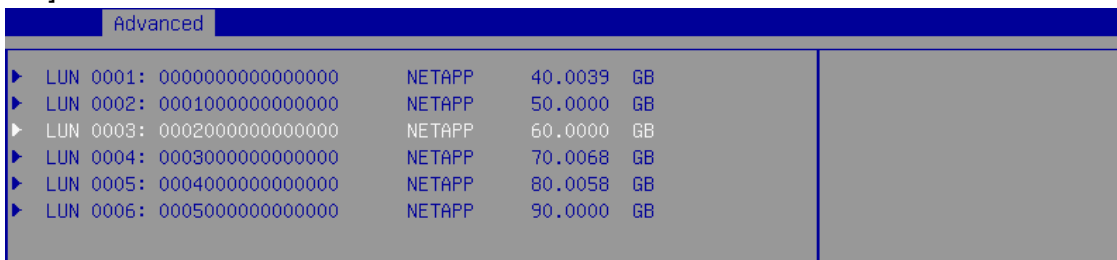 Advanced
LUN 0001: 0000000000000000 NETAPP 40.0039 GB
LUN 0002: 0001000000000000 NETAPP 50.0000 GB
LUN 0003: 0002000000000000 NETAPP 60.0000 GB
LUN 0004: 0003000000000000 NETAPP 70.0068 GB
LUN 0005: 0004000000000000 NETAPP 80.0058 GB
LUN 0006: 0005000000000000 NETAPP 90.0000 GB